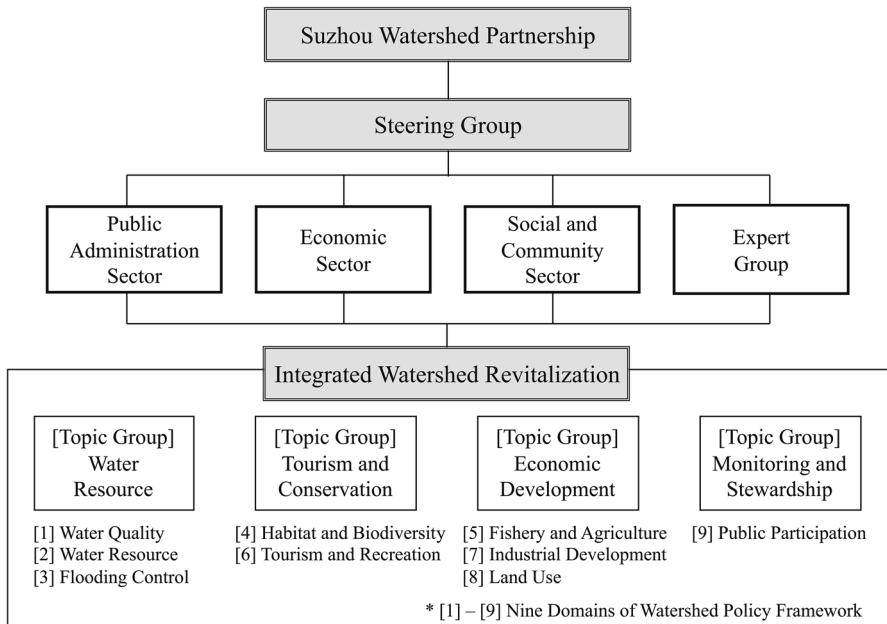 Suzhou Watershed Partnership
Steering Group
Public
Administration
Sector
Economic
Sector
Social and
Community
Sector
Expert
Group
Integrated Watershed Revitalization
[Topic Group]
Water
Resource
[1] Water Quality
[2] Water Resource
[3] Flooding Control
[Topic Group]
Tourism and
Conservation
[4] Habitat and Biodiversity
[6] Tourism and Recreation
[Topic Group]
Economic
Development
[5] Fishery and Agriculture
[7] Industrial Development
[8] Land Use
[Topic Group]
Monitoring and
Stewardship
[9] Public Participation
* [1] – [9] Nine Domains of Watershed Policy Framework